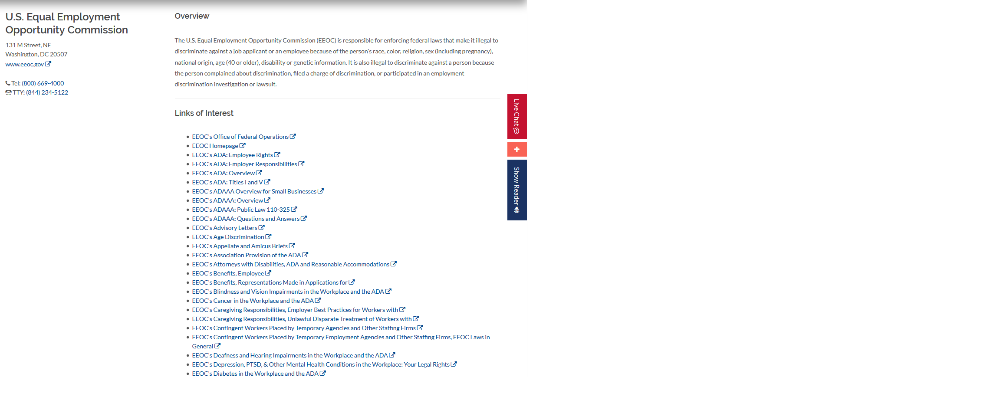 U.S. Equal Employment
Opportunity Commission
131 M Street, NE
Washington, DC 20507
www.eeoc.gov
Tel: (800) 669-4000
TTY: (844) 234-5122
Overview
The U.S. Equal Employment Opportunity Commission (EEOC) is responsible for enforcing federal laws that make it illegal to
discriminate against a job applicant or an employee because of the person's race, color, religion, sex (including pregnancy),
national origin, age (40 or older), disability or genetic information. It is also illegal to discriminate against a person because
the person complained about discrimination, filed a charge of discrimination, or participated in an employment
discrimination investigation or lawsuit.
Links of Interest
EEOC's Office of Federal Operations
EEOC Homepage
EEOC's ADA: Employee Rights
EEOC's ADA: Employer Responsibilities
EEOC's ADA: Overview
EEOC's ADA: Titles I and V
EEOC's ADAAA Overview for Small Businesses
EEOC's ADAAA: Overview
EEOC's ADAAA: Public Law 110-325
EEOC's ADAAA: Questions and Answers
EEOC's Advisory Letters
EEOC's Age Discrimination
EEOC's Appellate and Amicus Briefs
EEOC's Association Provision of the ADA
EEOC's Attorneys with Disabilities, ADA and Reasonable Accommodations
EEOC's Benefits, Employee
EEOC's Benefits, Representations Made in Applications for
EEOC's Blindness and Vision Impairments in the Workplace and the ADA
EEOC's Cancer in the Workplace and the ADA
EEOC's Caregiving Responsibilities, Employer Best Practices for Workers with
EEOC's Caregiving Responsibilities, Unlawful Disparate Treatment of Workers with
EEOC's Contingent Workers Placed by Temporary Agencies and Other Staffing Firms
EEOC's Contingent Workers Placed by Temporary Employment Agencies and Other Staffing Firms, EEOC Laws in
General
EEOC's Deafness and Hearing Impairments in the Workplace and the ADA
EEOC's Depression, PTSD, & Other Mental Health Conditions in the Workplace: Your Legal Rights
EEOC's Diabetes in the Workplace and the ADA
Live Chat
Show Reader